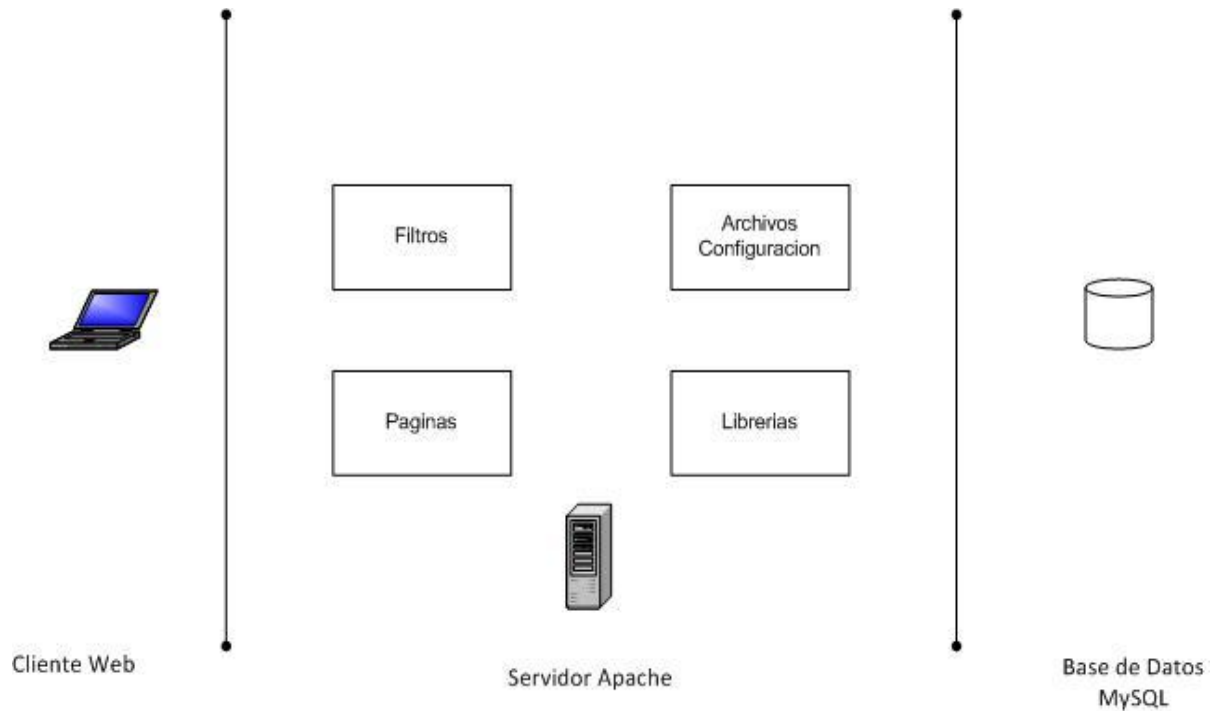 Filtros
Archivos
Configuracion
Paginas
Librerias
Cliente Web
Servidor Apache
Base de Datos
MySQL